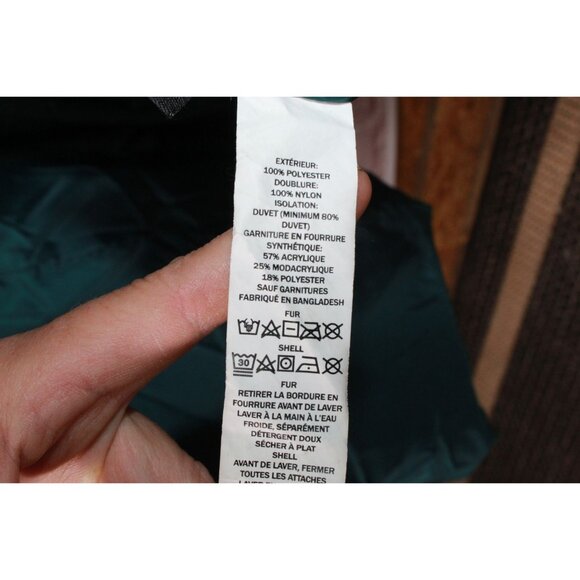 EXTÉRIEUR:
100% POLYESTER
DOUBLURE:
100% NYLON
ISOLATION:
DUVET (MINIMUM 80%
DUVET)
GARNITURE EN FOURRURE
SYNTHÉTIQUE:
57% ACRYLIQUE
25% MODACRYLIQUE
18% POLYESTER
SAUF GARNITURES
FABRIQUÉ EN BANGLADESH
FUR
SHELL
30
FUR
RETIRER LA BORDURE EN
FOURRURE AVANT DE LAVER
LAVER À LA MAIN À L'EAU
FROIDE, SÉPARÉMENT
DÉTERGENT DOUX
SÉCHER À PLAT
SHELL
AVANT DE LAVER, FERMER
TOUTES LES ATTACHES